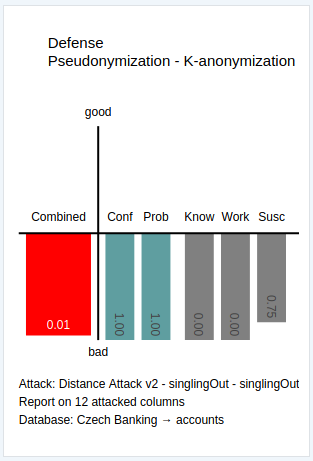 Defense
Pseudonymization - K-anonymization
good
Combined Conf Prob Know Work Susc
0.01 1.00 1.00 0.00 0.00 0.75
bad
Attack: Distance Attack v2 - singlingOut - singlingOut
Report on 12 attacked columns
Database: Czech Banking → accounts